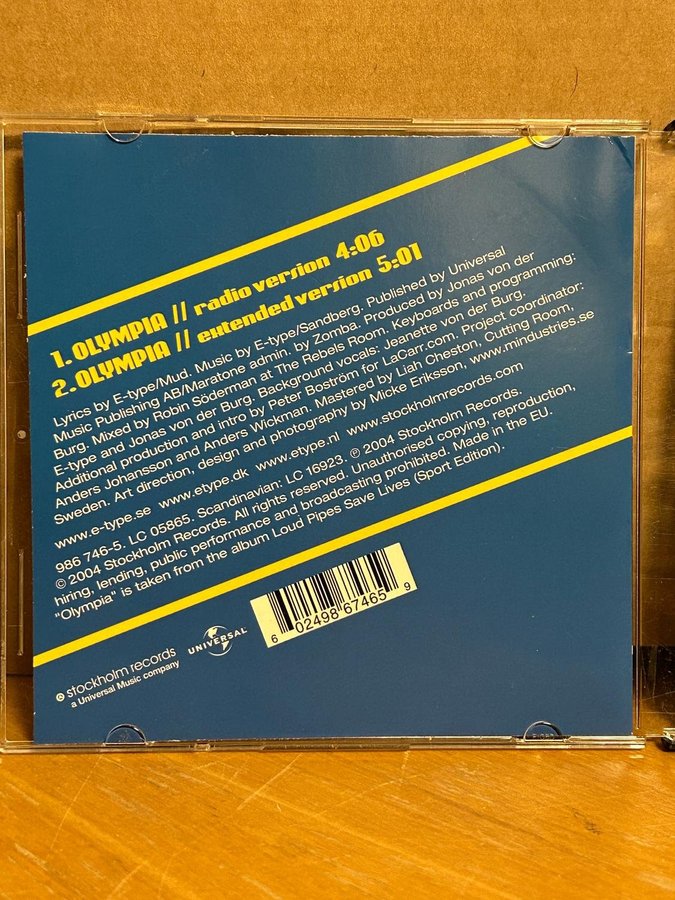 1. OLYMPIA // radio version 4:06
2. OLYMPIA // extended version 5:01
Lyrics by E-type/Mud. Music by E-type/Sandberg. Published by Universal
Music Publishing AB/Maratone admin. by Zomba. Produced by Jonas von der
Burg. Mixed by Robin Söderman at The Rebels Room. Keyboards and programming:
E-type and Jonas von der Burg. Background vocals: Jeanette von der Burg.
Additional production and intro by Peter Boström for LaCarr.com. Project coordinator:
Anders Johansson and Anders Wickman. Mastered by Liah Cheston, Cutting Room,
Sweden. Art direction, design and photography by Micke Eriksson, www.mindustries.se
www.e-type.se www.etype.dk www.etype.nl www.stockholmrecords.com
986 746-5. LC 05865. Scandinavian: LC 16923. ℗ 2004 Stockholm Records.
© 2004 Stockholm Records. All rights reserved. Unauthorised copying, reproduction,
hiring, lending, public performance and broadcasting prohibited. Made in the EU.
"Olympia" is taken from the album Loud Pipes Save Lives (Sport Edition).
6 02498 67465 9
UNIVERSAL
stockholm records
a Universal Music company